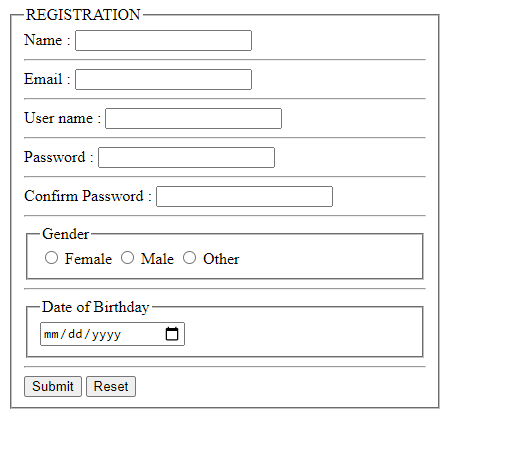 REGISTRATION
Name :
Email :
User name :
Password :
Confirm Password :
Gender
Female Male Other
Date of Birthday
mm/dd/yyyy
Submit Reset